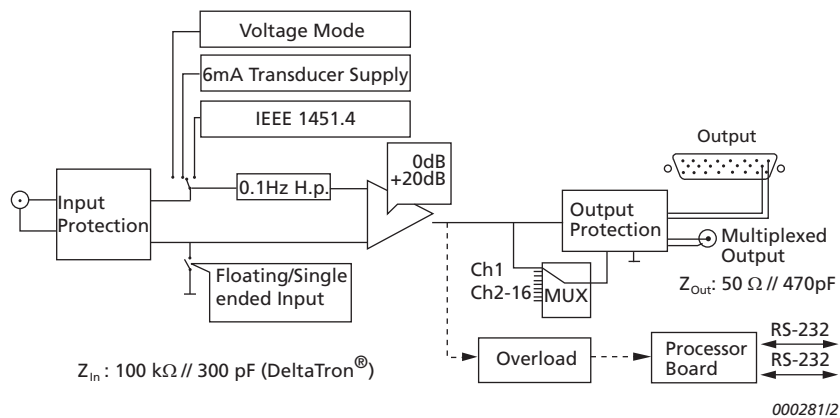 Voltage Mode
6mA Transducer Supply
IEEE 1451.4
0dB
+20dB
Output
Input
Protection
0.1Hz H.p.
Output
Protection
Multiplexed
Output
Floating/Single
ended Input
Ch1
Ch2-16
MUX
Z_Out: 50 Ω // 470pF
Z_In : 100 kΩ // 300 pF (DeltaTron®)
Overload
Processor
Board
RS-232
RS-232
000281/2